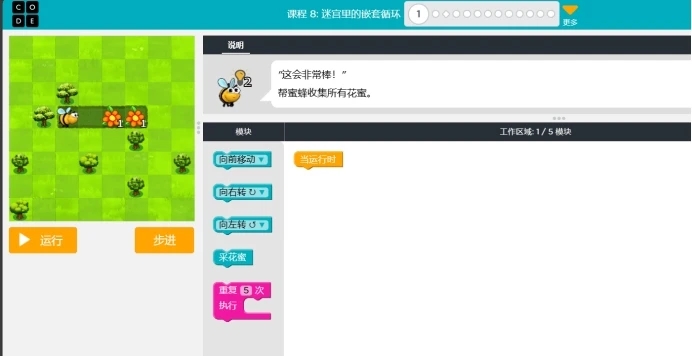 C O
D E
课程 8: 迷宫里的嵌套循环
1
更多
说明
2
“这会非常棒！”
帮蜜蜂收集所有花蜜。
模块
工作区域: 1 / 5 模块
1 1
向前移动
当运行时
向右转
向左转
运行
步进
采花蜜
重复 5 次
执行